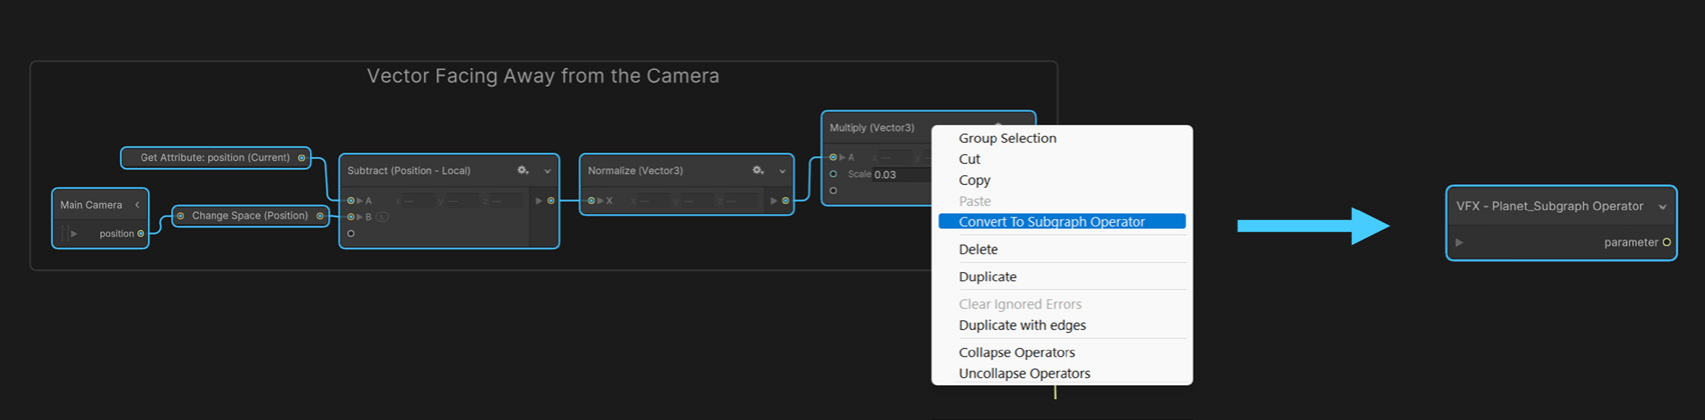 Vector Facing Away from the Camera
Get Attribute: position (Current)
Main Camera
position
Change Space (Position)
Subtract (Position - Local)
A
x
y
z
B
L
Normalize (Vector3)
X
x
y
z
Multiply (Vector3)
A
x
y
Scale 0.03
Group Selection
Cut
Copy
Paste
Convert To Subgraph Operator
Delete
Duplicate
Clear Ignored Errors
Duplicate with edges
Collapse Operators
Uncollapse Operators
VFX - Planet_Subgraph Operator
parameter